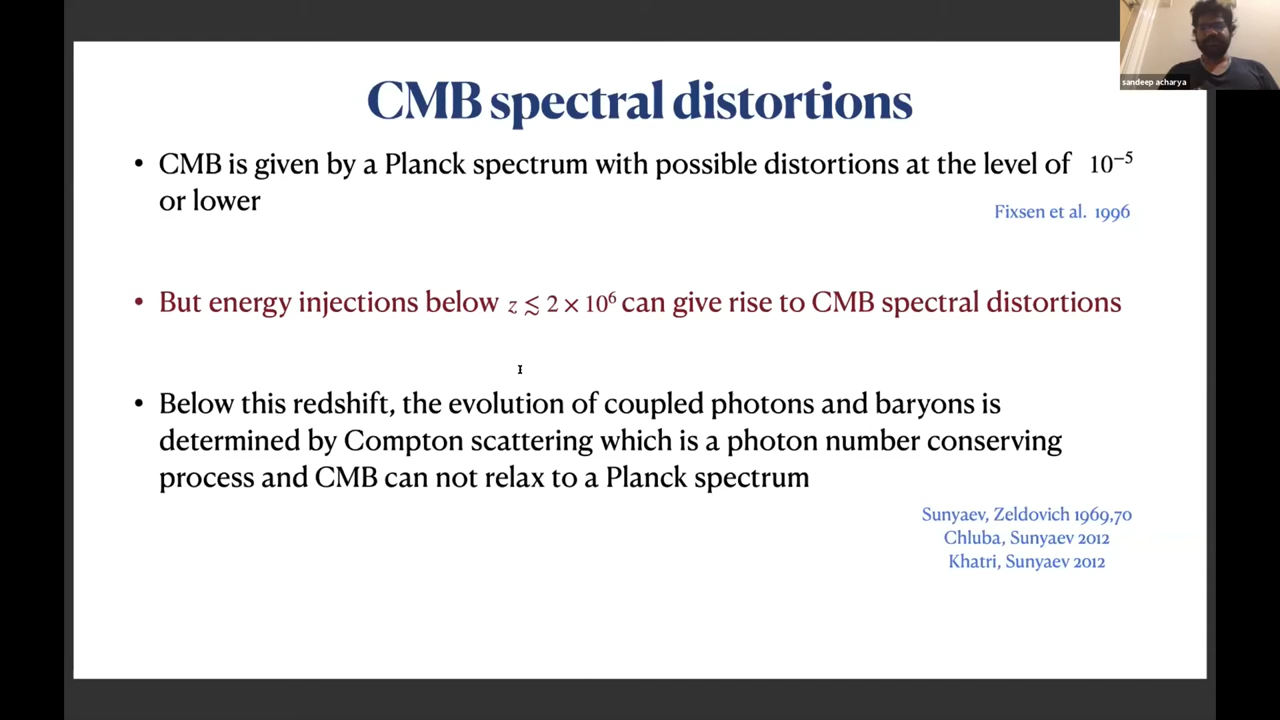 sandeep acharya
CMB spectral distortions
• CMB is given by a Planck spectrum with possible distortions at the level of 10⁻⁵
or lower
Fixsen et al. 1996
• But energy injections below z ≲ 2 × 10⁶ can give rise to CMB spectral distortions
• Below this redshift, the evolution of coupled photons and baryons is
determined by Compton scattering which is a photon number conserving
process and CMB can not relax to a Planck spectrum
Sunyaev, Zeldovich 1969,70
Chluba, Sunyaev 2012
Khatri, Sunyaev 2012